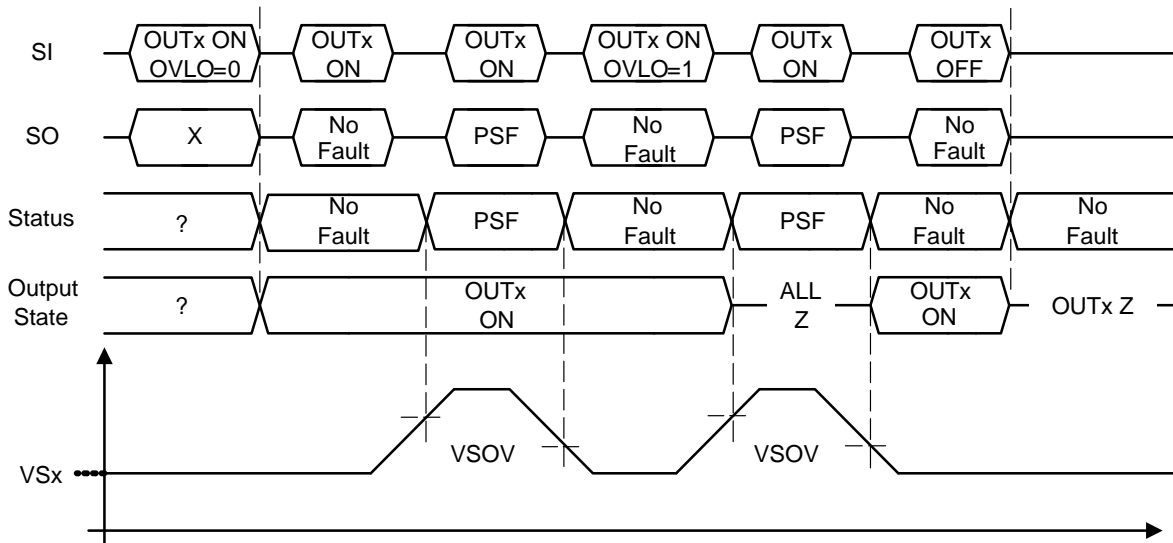 SI
OUTx ON
OVLO=0
OUTx
ON
OUTx
ON
OUTx ON
OVLO=1
OUTx
ON
OUTx
OFF
SO
X
No
Fault
PSF
No
Fault
PSF
No
Fault
Status
?
No
Fault
PSF
No
Fault
PSF
No
Fault
No
Fault
Output
State
?
OUTx
ON
ALL
Z
OUTx
ON
OUTx Z
VSOV
VSOV
VSx